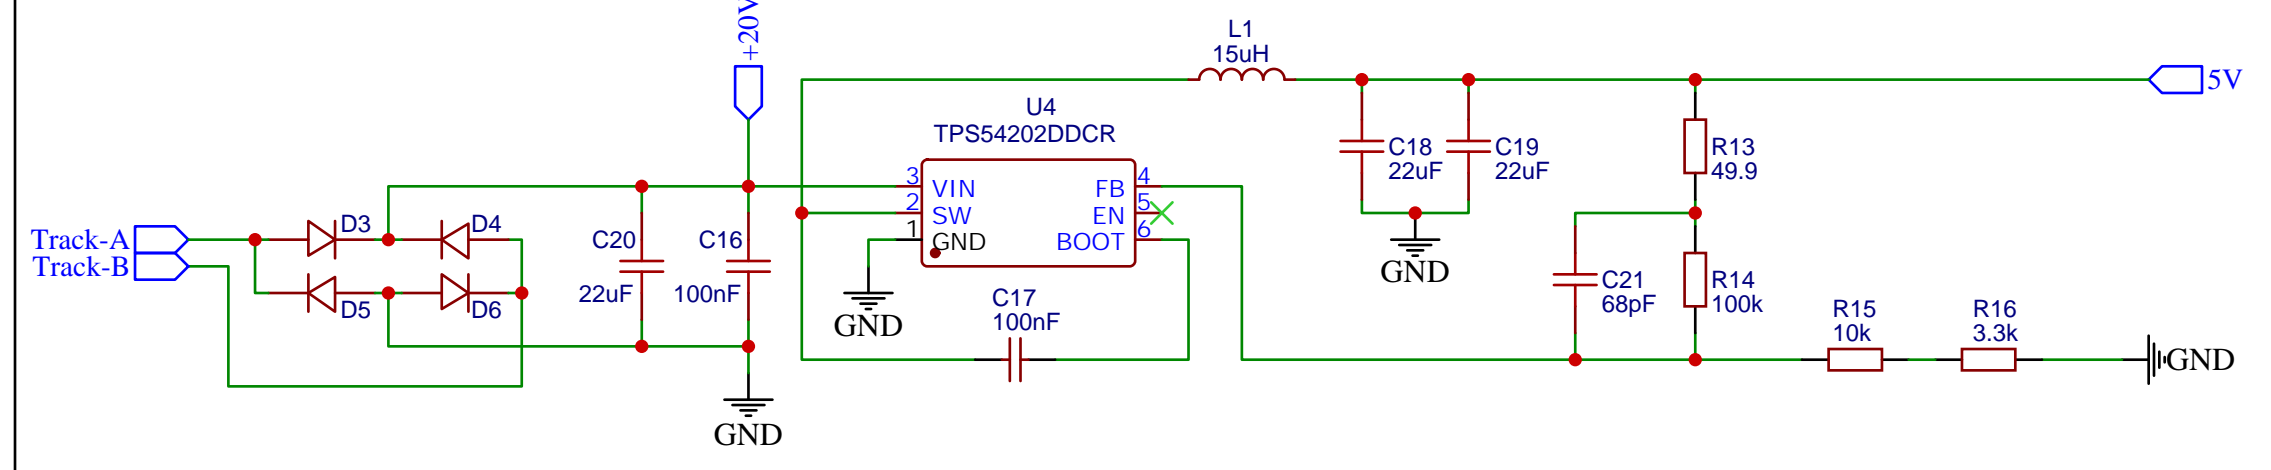 +20V
L1
15uH
5V
U4
TPS54202DDCR
C18
22uF
C19
22uF
R13
49.9
3
VIN
FB
4
2
SW
EN
5
1
GND
BOOT
6
Track-A
Track-B
D3
D4
D5
D6
C20
22uF
C16
100nF
GND
GND
C17
100nF
GND
C21
68pF
R14
100k
R15
10k
R16
3.3k
GND